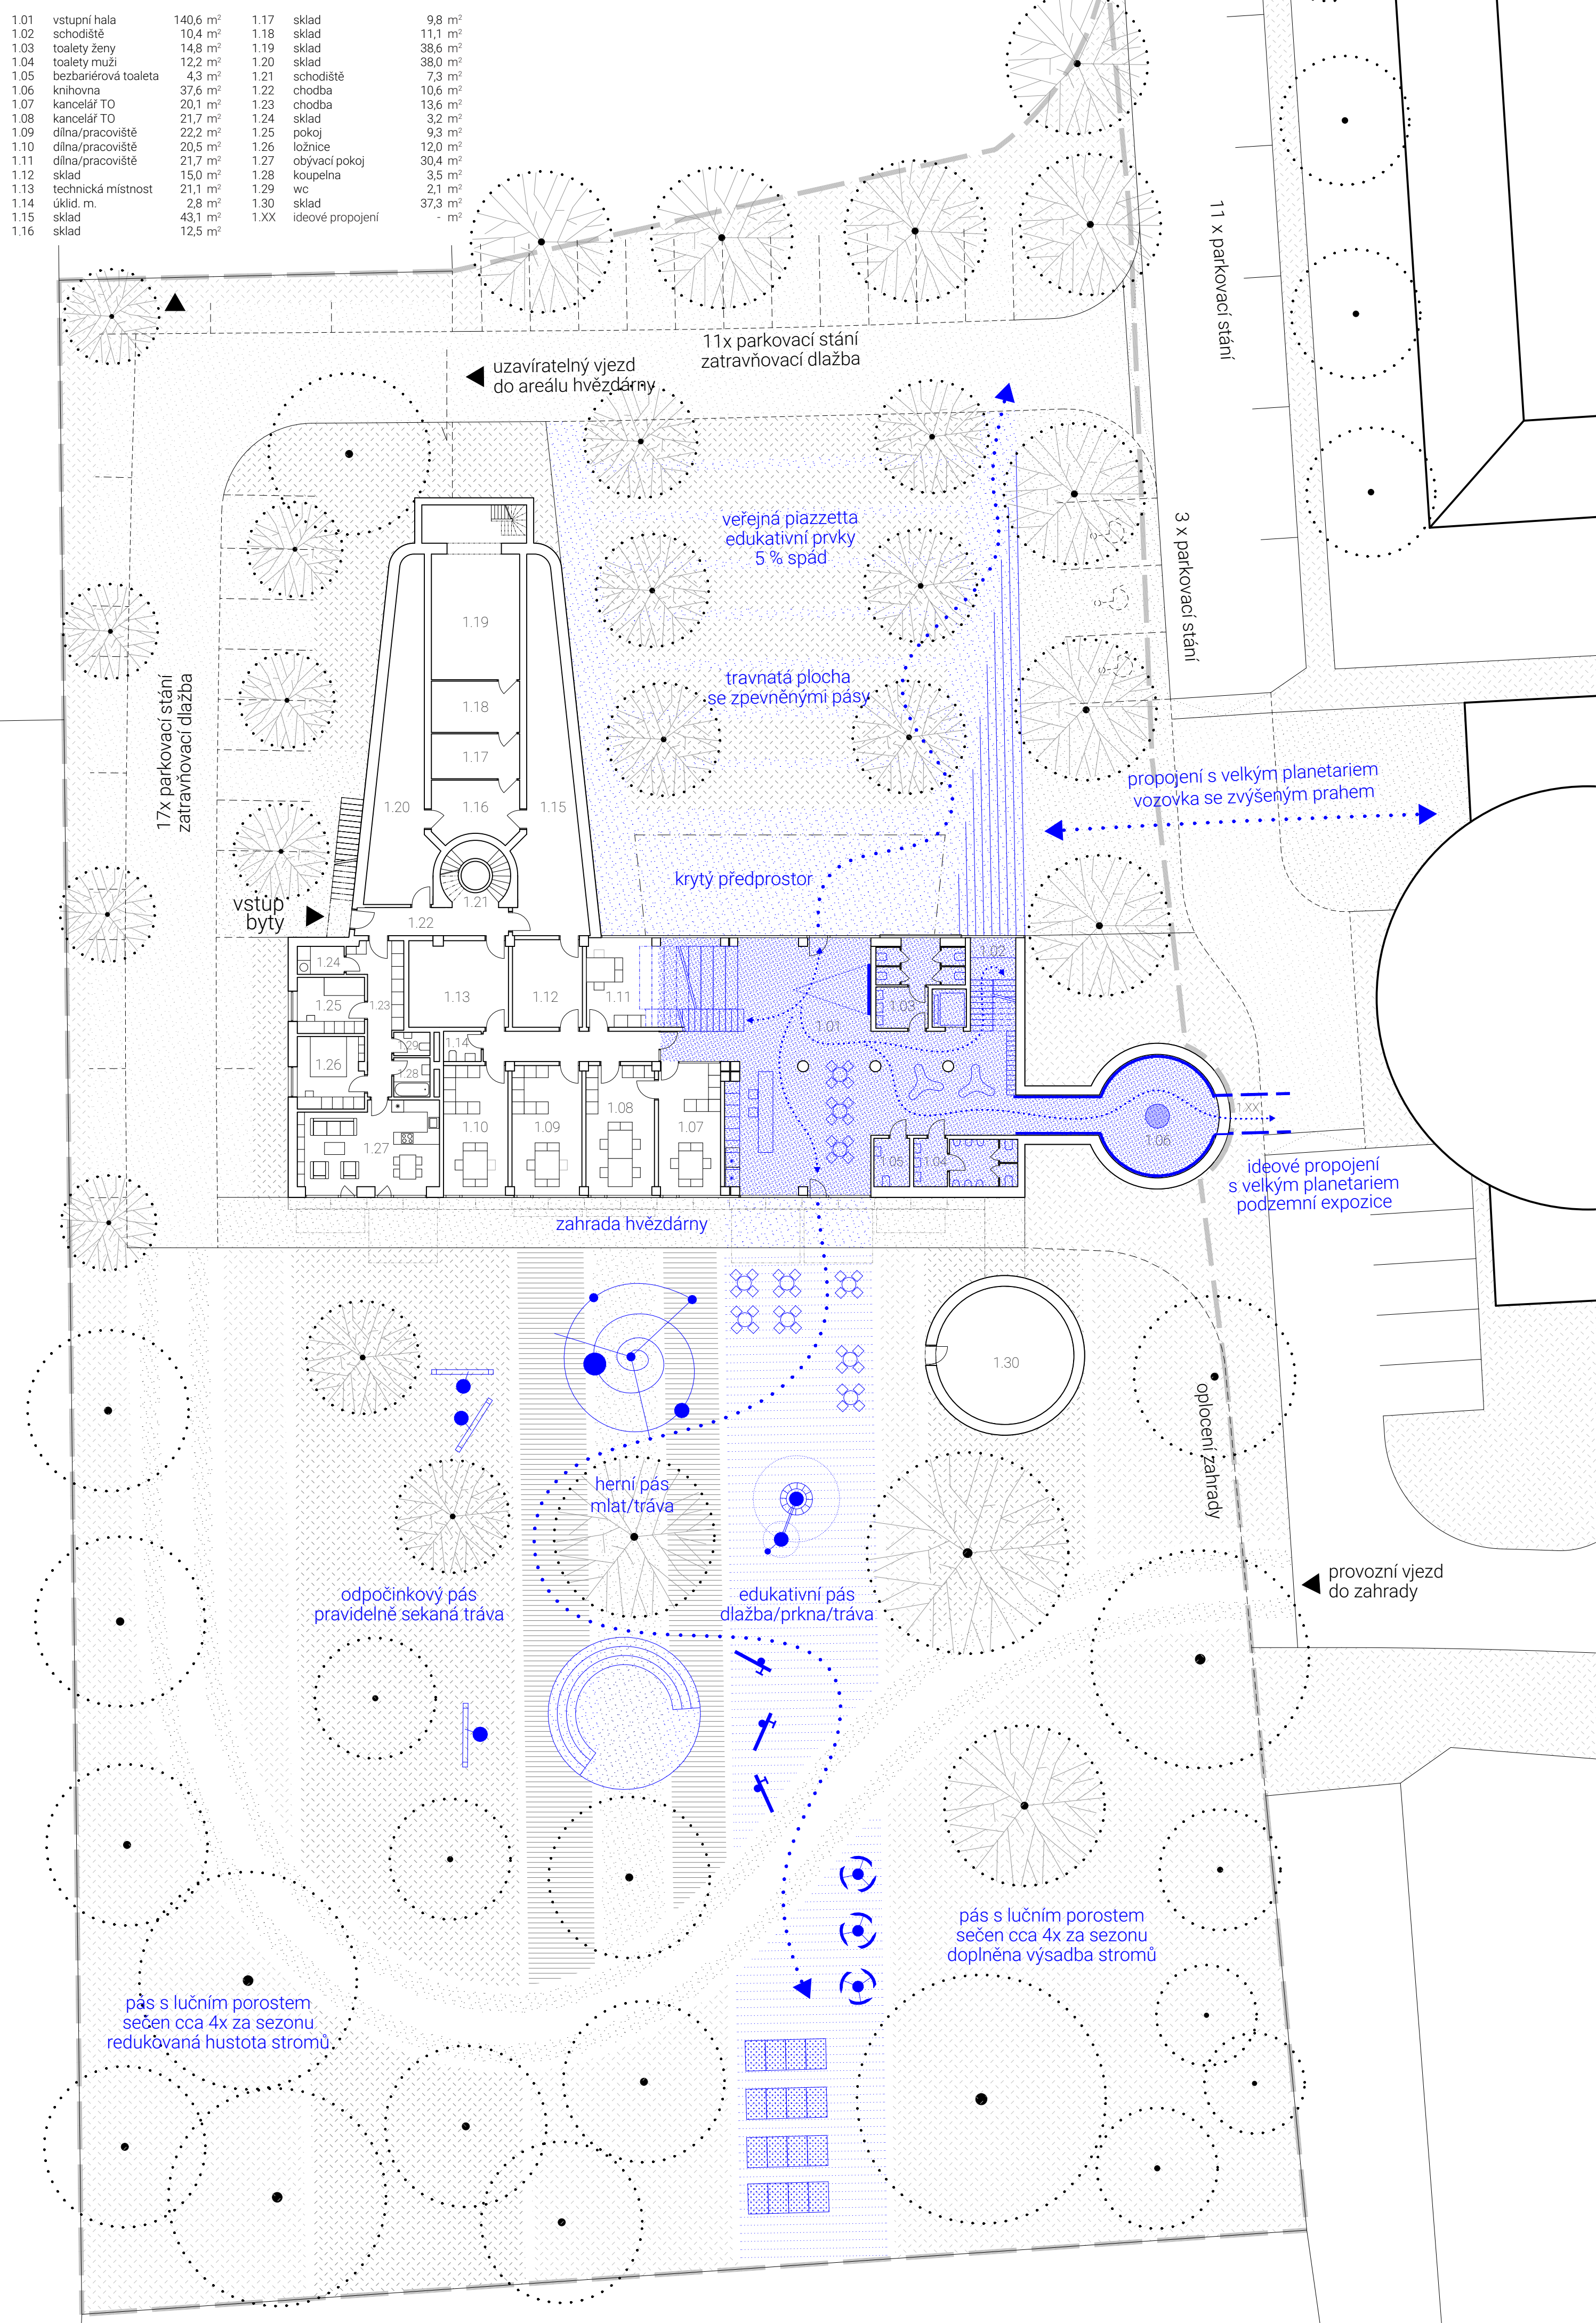 1.01 vstupní hala 140,6 m²
1.02 schodiště 10,4 m²
1.03 toalety ženy 14,8 m²
1.04 toalety muži 12,2 m²
1.05 bezbariérová toaleta 4,3 m²
1.06 knihovna 37,6 m²
1.07 kancelář TO 20,1 m²
1.08 kancelář TO 21,7 m²
1.09 dílna/pracoviště 22,2 m²
1.10 dílna/pracoviště 20,5 m²
1.11 dílna/pracoviště 21,7 m²
1.12 sklad 15,0 m²
1.13 technická místnost 21,1 m²
1.14 úklid. m. 2,8 m²
1.15 sklad 43,1 m²
1.16 sklad 12,5 m²
1.17 sklad 9,8 m²
1.18 sklad 11,1 m²
1.19 sklad 38,6 m²
1.20 sklad 38,0 m²
1.21 schodiště 7,3 m²
1.22 chodba 10,6 m²
1.23 chodba 13,6 m²
1.24 sklad 3,2 m²
1.25 pokoj 9,3 m²
1.26 ložnice 12,0 m²
1.27 obývací pokoj 30,4 m²
1.28 koupelna 3,5 m²
1.29 wc 2,1 m²
1.30 sklad 37,3 m²
1.XX ideové propojení - m²
11 x parkovací stání
11x parkovací stání
zatravňovací dlažba
uzavíratelný vjezd
do areálu hvězdárny
veřejná piazzetta
edukativní prvky
5 % spád
3 x parkovací stání
1.19
travnatá plocha
se zpevněnými pásy
17x parkovací stání
zatravňovací dlažba
1.18
1.17
propojení s velkým planetariem
vozovka se zvýšeným prahem
1.20
1.16
1.15
krytý předprostor
vstup
byty
1.21
1.22
1.02
1.24
1.25
1.23
1.13
1.12
1.11
1.03
1.01
1.29
1.14
1.26
1.28
1.10
1.09
1.08
1.07
1.27
1.05
1.04
1.06
1.XX
ideové propojení
s velkým planetariem
podzemní expozice
zahrada hvězdárny
1.30
oplocení zahrady
herní pás
mlat/tráva
provozní vjezd
do zahrady
odpočinkový pás
pravidelně sekaná tráva
edukativní pás
dlažba/prkna/tráva
pás s lučním porostem
sečen cca 4x za sezonu
doplněna výsadba stromů
pás s lučním porostem
sečen cca 4x za sezonu
redukovaná hustota stromů